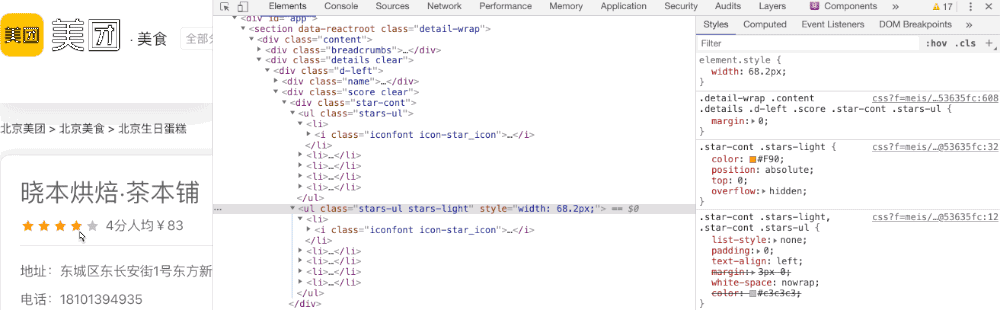 美团 美团 · 美食 全部分
北京美团 > 北京美食 > 北京生日蛋糕
晓本烘焙·茶本铺
4分人均 ¥ 83
地址：东城区东长安街1号东方新
电话：18101394935
Elements Console Sources Network Performance Memory Application Security Audits Layers Components 17
<div id="app">
<section data-reactroot class="detail-wrap">
<div class="content">
<div class="breadcrumbs">…</div>
<div class="details clear">
<div class="d-left">
<div class="name">…</div>
<div class="score clear">
<div class="star-cont">
<ul class="stars-ul">
<li>
<i class="iconfont icon-star_icon">…</i>
</li>
<li>…</li>
<li>…</li>
<li>…</li>
<li>…</li>
</ul>
… <ul class="stars-ul stars-light" style="width: 68.2px;"> == $0
<li>
<i class="iconfont icon-star_icon">…</i>
</li>
<li>…</li>
<li>…</li>
<li>…</li>
<li>…</li>
</ul>
</div>
Styles Computed Event Listeners DOM Breakpoints »
Filter :hov .cls +
element.style {
width: 68.2px;
}
.detail-wrap .content css?f=meis/…53635fc:608
.details .d-left .score .star-cont .stars-ul {
margin: 0;
}
.star-cont .stars-light { css?f=meis/…@53635fc:32
color: #F90;
position: absolute;
top: 0;
overflow: hidden;
}
.star-cont .stars-light, css?f=meis/…@53635fc:12
.star-cont .stars-ul {
list-style: none;
padding: 0;
text-align: left;
margin: 3px 0;
white-space: nowrap;
color: #c3c3c3;
}